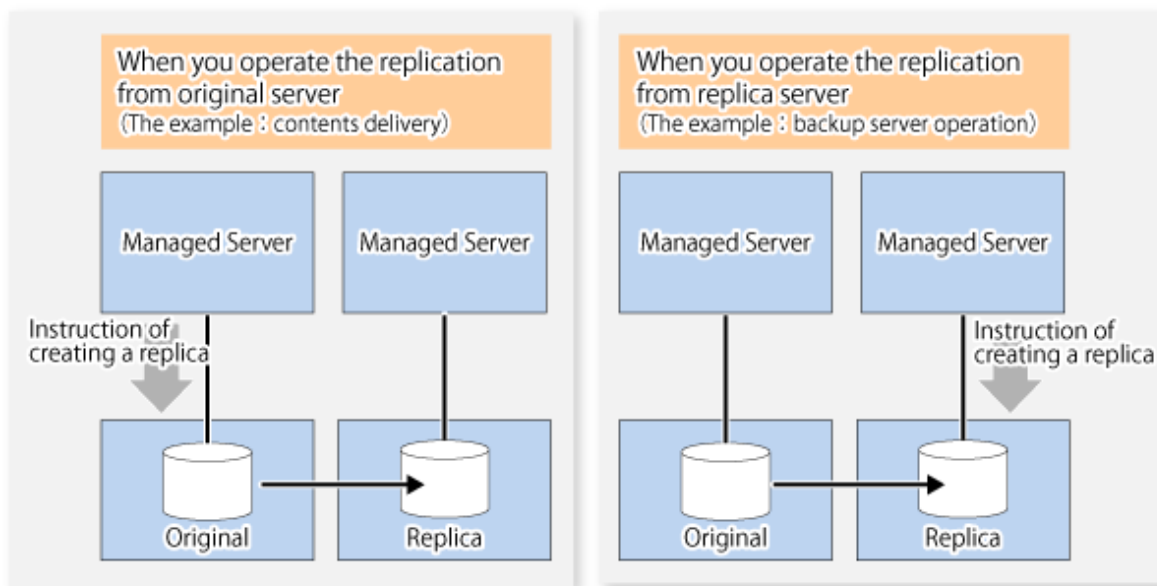 When you operate the replication
from original server
(The example：contents delivery)
Managed Server
Managed Server
Instruction of
creating a replica
Original
Replica
When you operate the replication
from replica server
(The example：backup server operation)
Managed Server
Managed Server
Instruction of
creating a replica
Original
Replica